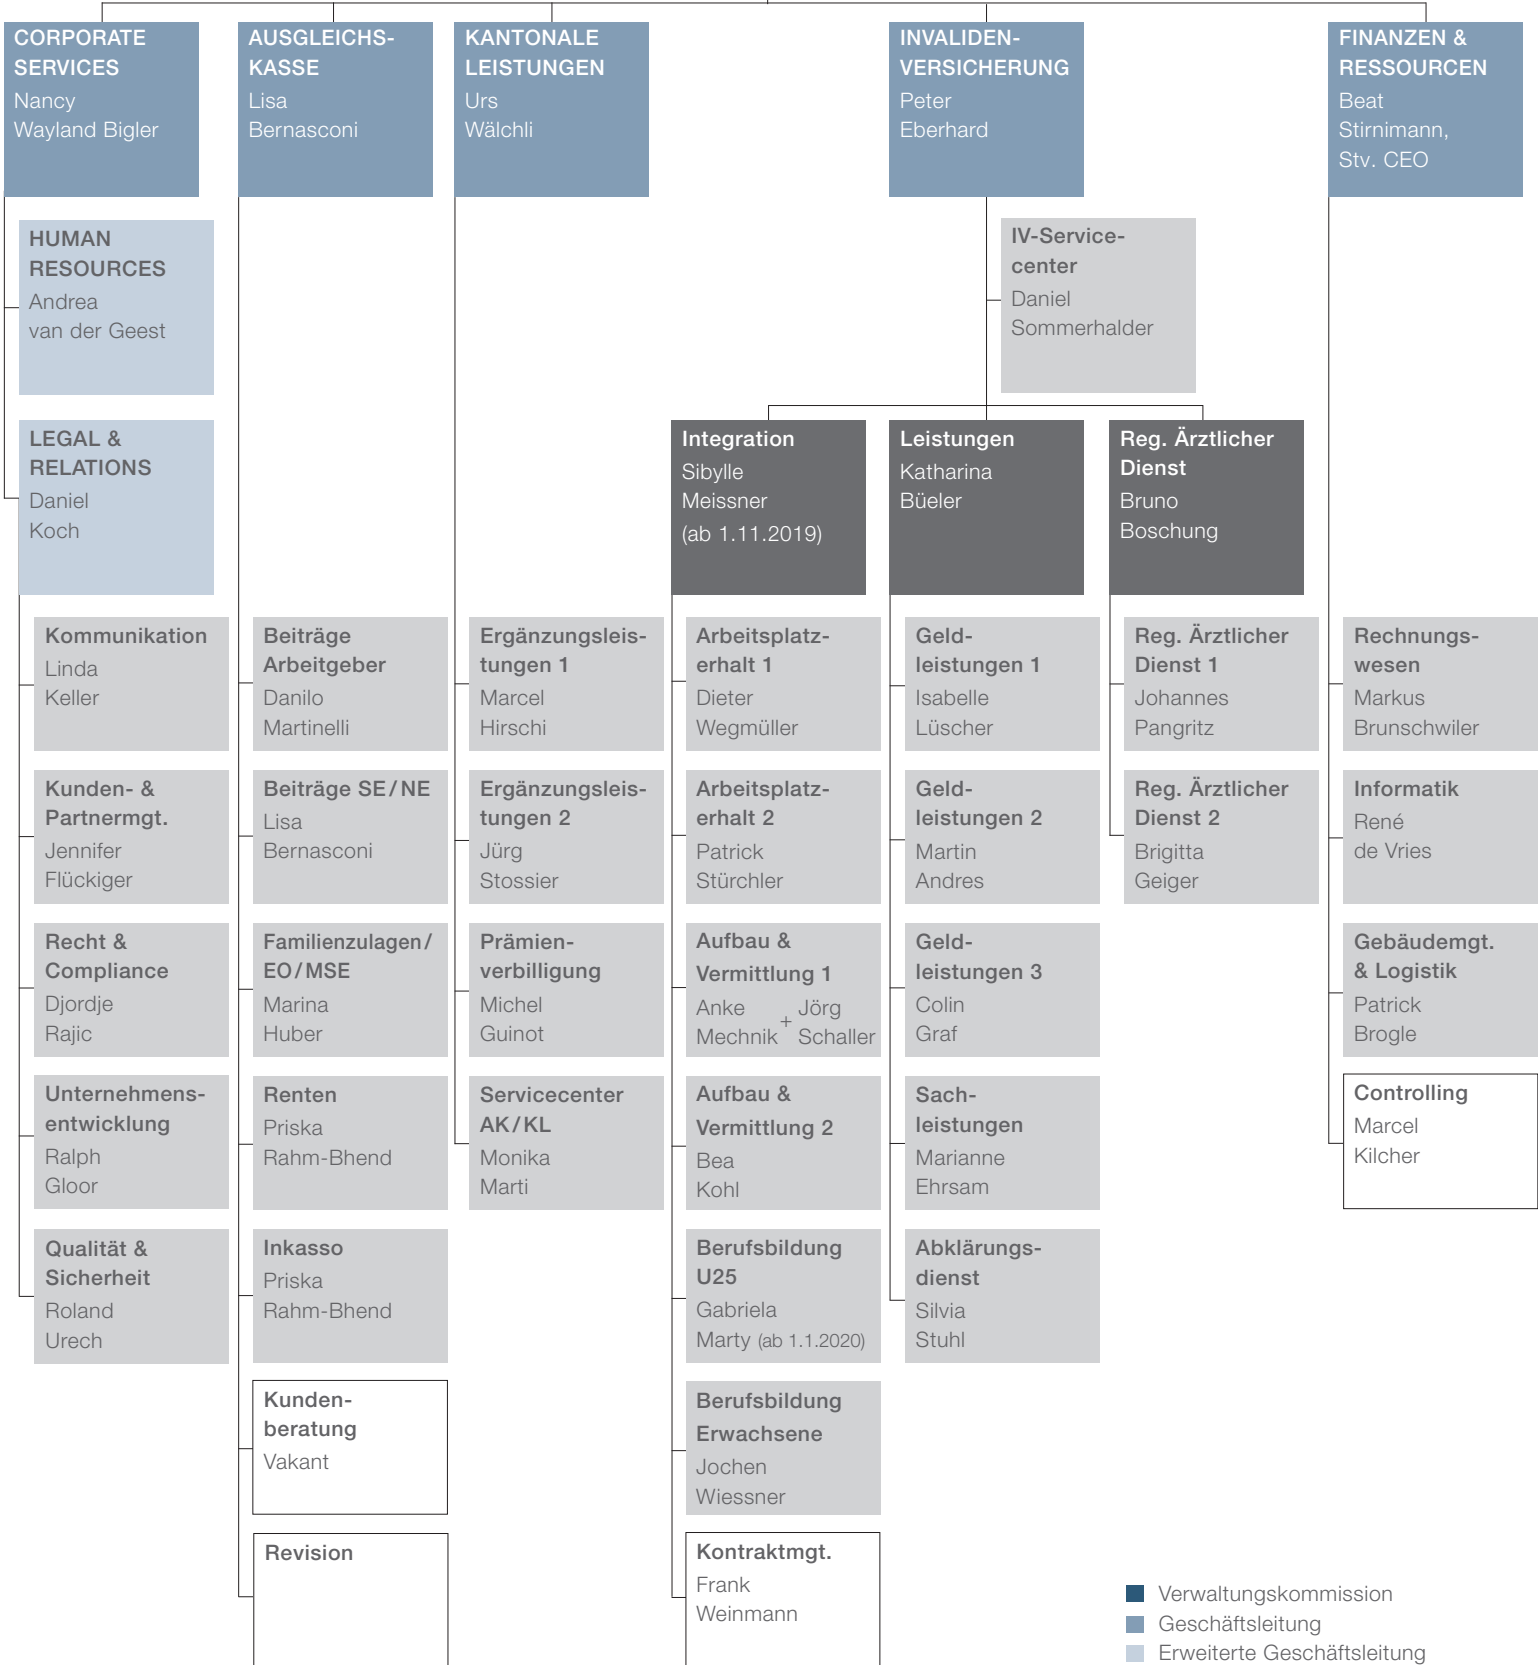 CORPORATE
SERVICES
Nancy
Wayland Bigler
AUSGLEICHS-
KASSE
Lisa
Bernasconi
KANTONALE
LEISTUNGEN
Urs
Wälchli
INVALIDEN-
VERSICHERUNG
Peter
Eberhard
FINANZEN &
RESSOURCEN
Beat
Stirnimann,
Stv. CEO
HUMAN
RESOURCES
Andrea
van der Geest
IV-Service-
center
Daniel
Sommerhalder
LEGAL &
RELATIONS
Daniel
Koch
Integration
Sibylle
Meissner
(ab 1.11.2019)
Leistungen
Katharina
Büeler
Reg. Ärztlicher
Dienst
Bruno
Boschung
Kommunikation
Linda
Keller
Kunden- &
Partnermgt.
Jennifer
Flückiger
Recht &
Compliance
Djordje
Rajic
Unternehmens-
entwicklung
Ralph
Gloor
Qualität &
Sicherheit
Roland
Urech
Beiträge
Arbeitgeber
Danilo
Martinelli
Beiträge SE/NE
Lisa
Bernasconi
Familienzulagen/
EO/MSE
Marina
Huber
Renten
Priska
Rahm-Bhend
Inkasso
Priska
Rahm-Bhend
Kunden-
beratung
Vakant
Revision
Ergänzungsleis-
tungen 1
Marcel
Hirschi
Ergänzungsleis-
tungen 2
Jürg
Stossier
Prämien-
verbilligung
Michel
Guinot
Servicecenter
AK/KL
Monika
Marti
Arbeitsplatz-
erhalt 1
Dieter
Wegmüller
Arbeitsplatz-
erhalt 2
Patrick
Stürchler
Aufbau &
Vermittlung 1
Anke Jörg
Mechnik + Schaller
Aufbau &
Vermittlung 2
Bea
Kohl
Berufsbildung
U25
Gabriela
Marty (ab 1.1.2020)
Berufsbildung
Erwachsene
Jochen
Wiessner
Kontraktmgt.
Frank
Weinmann
Geld-
leistungen 1
Isabelle
Lüscher
Geld-
leistungen 2
Martin
Andres
Geld-
leistungen 3
Colin
Graf
Sach-
leistungen
Marianne
Ehrsam
Abklärungs-
dienst
Silvia
Stuhl
Reg. Ärztlicher
Dienst 1
Johannes
Pangritz
Reg. Ärztlicher
Dienst 2
Brigitta
Geiger
Rechnungs-
wesen
Markus
Brunschwiler
Informatik
René
de Vries
Gebäudemgt.
& Logistik
Patrick
Brogle
Controlling
Marcel
Kilcher
Verwaltungskommission
Geschäftsleitung
Erweiterte Geschäftsleitung